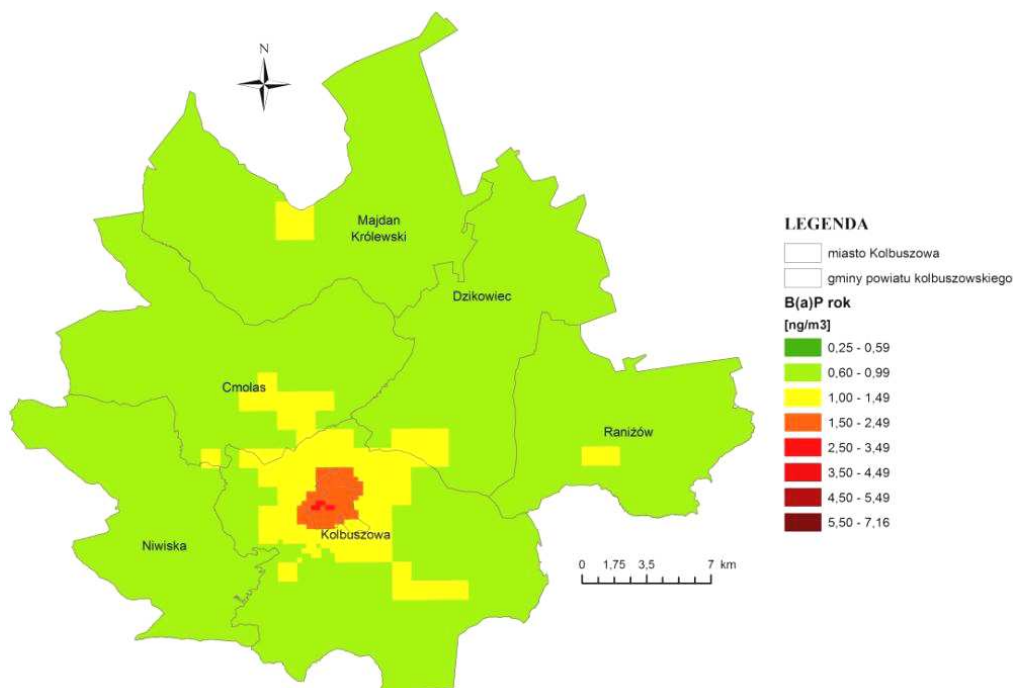 N
Majdan
Królewski
Dzikowiec
Cmolas
Raniżów
Kolbuszowa
Niwiska
LEGENDA
miasto Kolbuszowa
gminy powiatu kolbuszowskiego
B(a)P rok
[ng/m3]
0,25 - 0,59
0,60 - 0,99
1,00 - 1,49
1,50 - 2,49
2,50 - 3,49
3,50 - 4,49
4,50 - 5,49
5,50 - 7,16
0 1,75 3,5 7 km